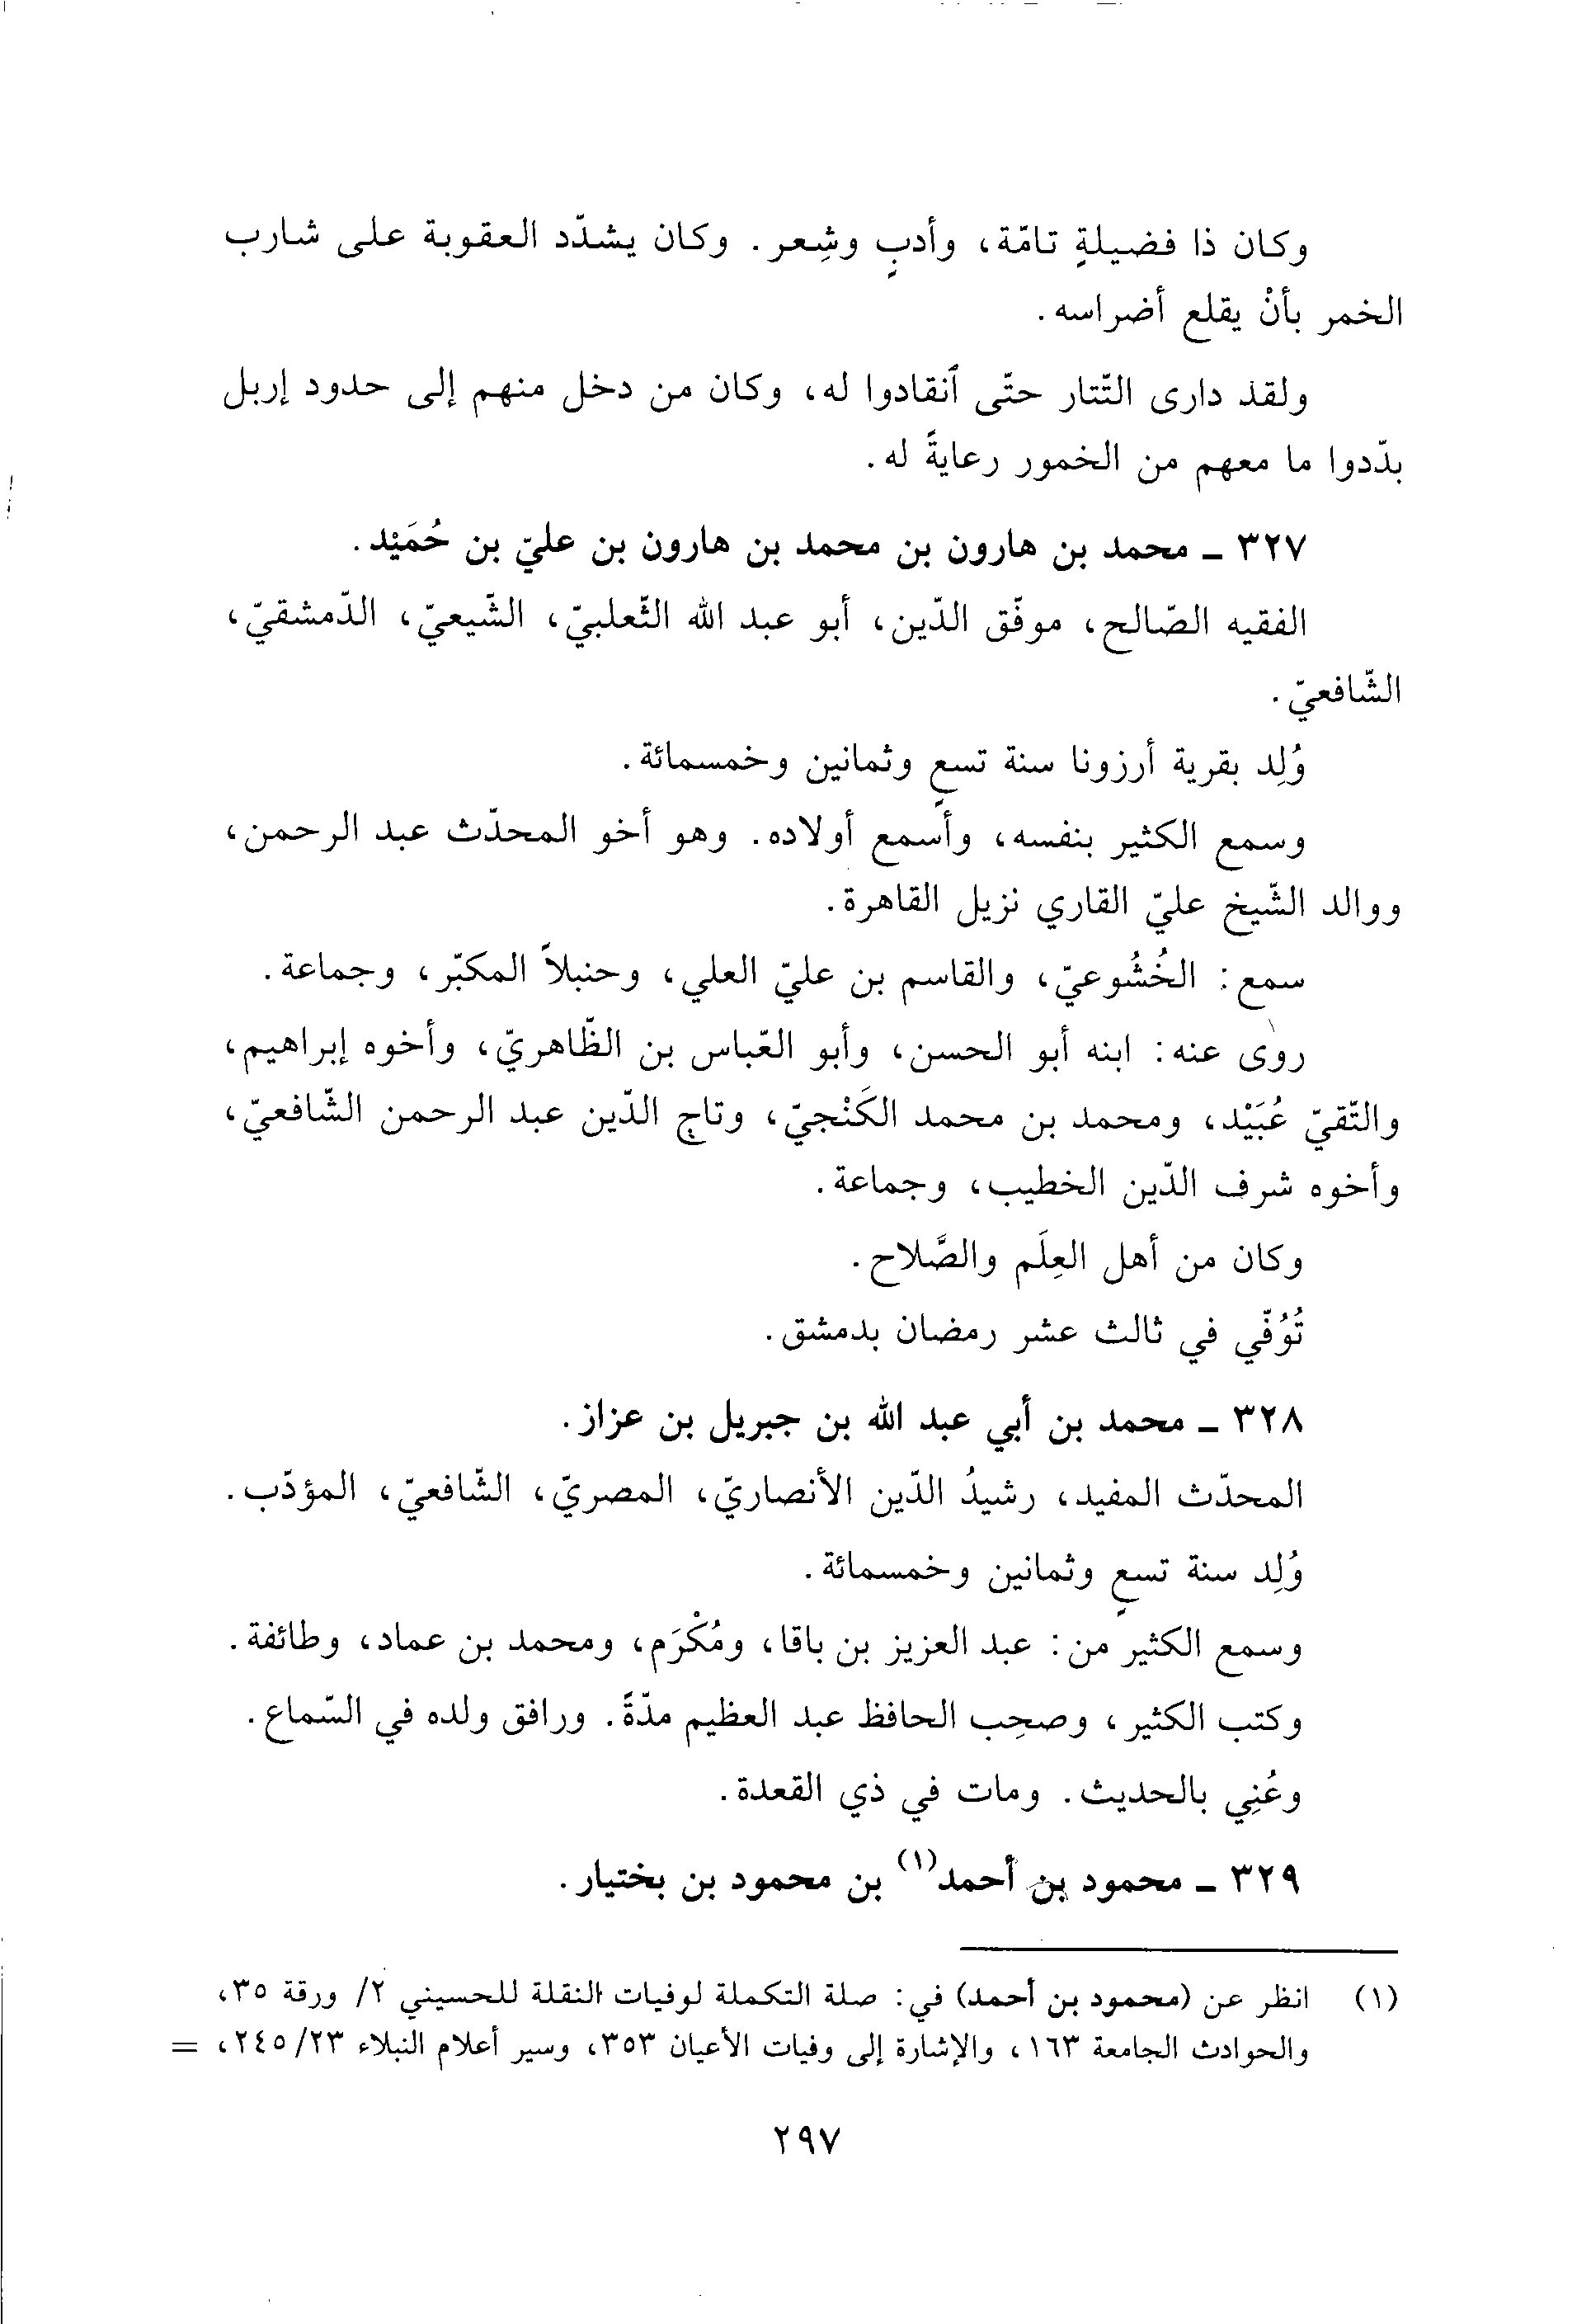 وكان ذا فضيلةٍ تامّة، وأدبٍ وشِعر. وكان يشدّد العقوبة على شارب
الخمر بأنْ يقلع أضراسه.
ولقد دارى التّتار حتّى ٱنقادوا له، وكان من دخل منهم إلى حدود إربل
بدّدوا ما معهم من الخمور رعايةً له.
٣٢٧ ـ محمد بن هارون بن محمد بن هارون بن عليّ بن حُمَيْد.
الفقيه الصّالح، موفّق الدّين، أبو عبد الله الثّعلبيّ، الشّيعيّ، الدّمشقيّ،
الشّافعيّ.
وُلِد بقرية أرزونا سنة تسعٍ وثمانين وخمسمائة.
وسمع الكثير بنفسه، وأسمع أولاده. وهو أخو المحدّث عبد الرحمن،
ووالد الشّيخ عليّ القاري نزيل القاهرة.
سمع: الخُشُوعيّ، والقاسم بن عليّ العلي، وحنبلاً المكبّر، وجماعة.
روى عنه: ابنه أبو الحسن، وأبو العّباس بن الظّاهريّ، وأخوه إبراهيم،
والتّقيّ عُبَيْد، ومحمد بن محمد الكَنْجيّ، وتاج الدّين عبد الرحمن الشّافعيّ،
وأخوه شرف الدّين الخطيب، وجماعة.
وكان من أهل العِلَم والصَّلاح.
تُوُفّي في ثالث عشر رمضان بدمشق.
٣٢٨ ـ محمد بن أبي عبد الله بن جبريل بن عزاز.
المحدّث المفيد، رشيدُ الدّين الأنصاريّ، المصريّ، الشّافعيّ، المؤدّب.
وُلِد سنة تسعٍ وثمانين وخمسمائة.
وسمع الكثير من: عبد العزيز بن باقا، ومُكْرَم، ومحمد بن عماد، وطائفة.
وكتب الكثير، وصحِب الحافظ عبد العظيم مدّةً. ورافق ولده في السّماع.
وعُنِي بالحديث. ومات في ذي القعدة.
٣٢٩ ـ محمود بن أحمد(١) بن محمود بن بختيار.
(١) انظر عن (محمود بن أحمد) في: صلة التكملة لوفيات النقلة للحسيني ٢/ ورقة ٣٥،
والحوادث الجامعة ١٦٣، والإشارة إلى وفيات الأعيان ٣٥٣، وسير أعلام النبلاء ٢٤٥/٢٣، =
٢٩٧